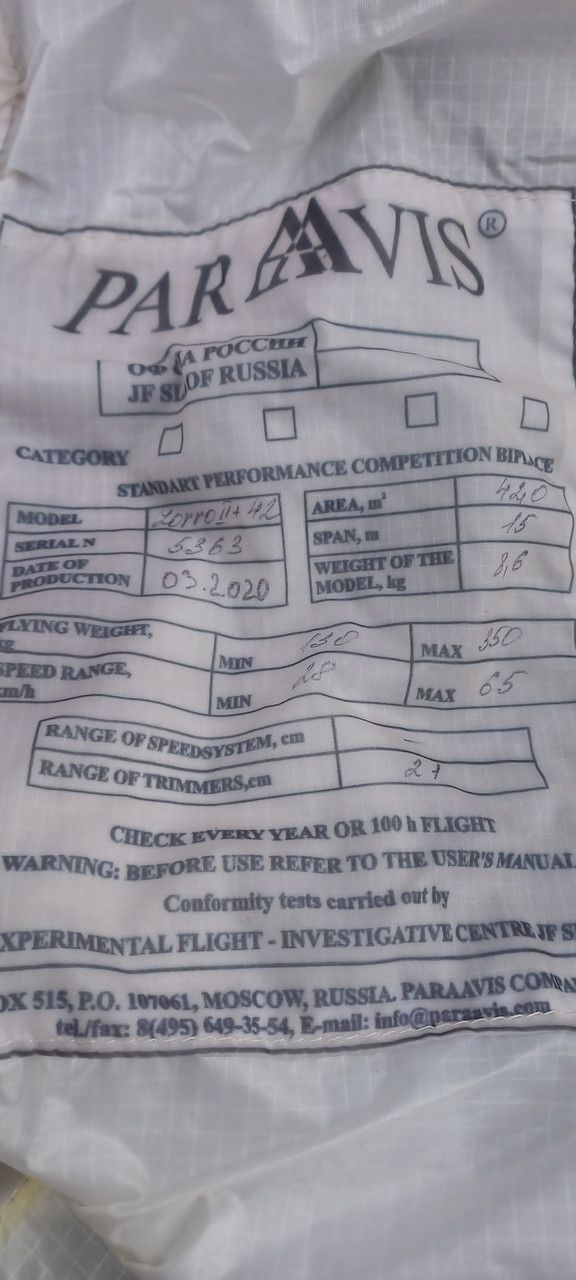 PARAAVIS®
ОФ ЛА РОССИИ
JF SL OF RUSSIA
CATEGORY
STANDART PERFORMANCE COMPETITION BIPLACE
MODEL Zorro II+ 42
SERIAL N 5363
DATE OF
PRODUCTION 03.2020
AREA, m² 42,0
SPAN, m 15
WEIGHT OF THE
MODEL, kg 8,6
FLYING WEIGHT,
kg MIN 130 MAX 350
SPEED RANGE,
km/h MIN 28 MAX 65
RANGE OF SPEEDSYSTEM, cm –
RANGE OF TRIMMERS,cm 21
CHECK EVERY YEAR OR 100 h FLIGHT
WARNING: BEFORE USE REFER TO THE USER'S MANUAL
Conformity tests carried out by
XPERIMENTAL FLIGHT - INVESTIGATIVE CENTRE JF S
OX 515, P.O. 107061, MOSCOW, RUSSIA. PARAAVIS COMPA
tel./fax: 8(495) 649-35-54, E-mail: info@paraavis.com